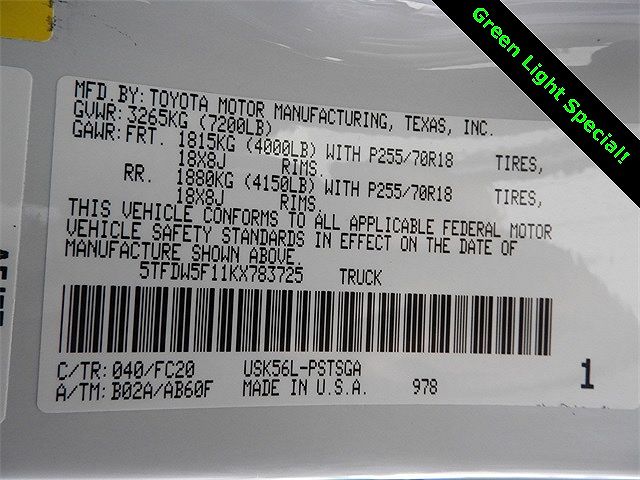 Green Light Special!
MFD. BY: TOYOTA MOTOR MANUFACTURING, TEXAS, INC.
GVWR: 3265KG (7200LB)
GAWR: FRT. 1815KG (4000LB) WITH P255/70R18 TIRES,
18X8J RIMS.
RR. 1880KG (4150LB) WITH P255/70R18 TIRES,
18X8J RIMS.
THIS VEHICLE CONFORMS TO ALL APPLICABLE FEDERAL MOTOR
VEHICLE SAFETY STANDARDS IN EFFECT ON THE DATE OF
MANUFACTURE SHOWN ABOVE.
5TFDW5F11KX783725 TRUCK
C/TR: 040/FC20 USK56L-PSTSGA
A/TM: B02A/AB60F MADE IN U.S.A. 978 1